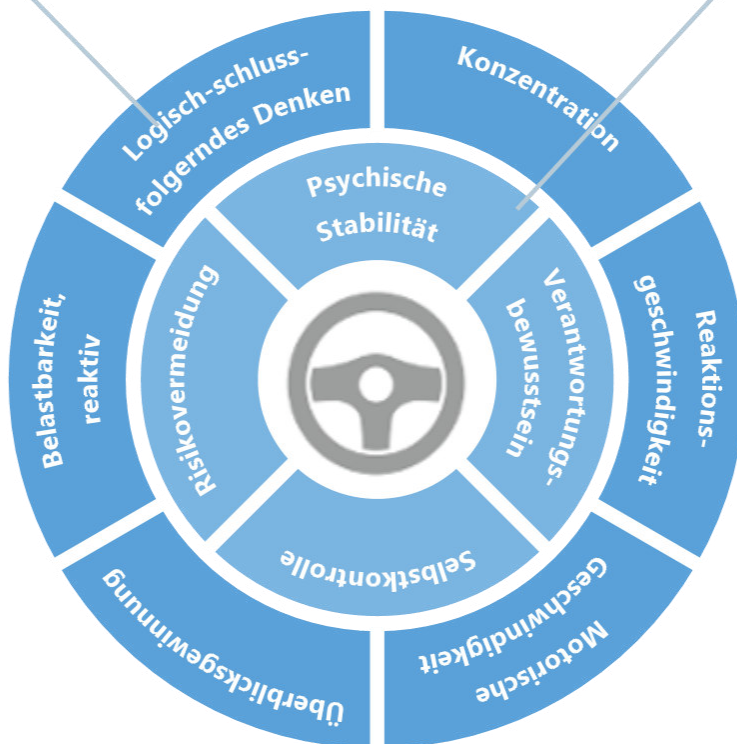 Logisch-schluss-
folgerndes Denken
Konzentration
Reaktions-
geschwindigkeit
Motorische
Geschwindigkeit
Überblicksgewinnung
Belastbarkeit,
reaktiv
Psychische
Stabilität
Verantwortungs-
bewusstsein
Selbstkontrolle
Risikovermeidung